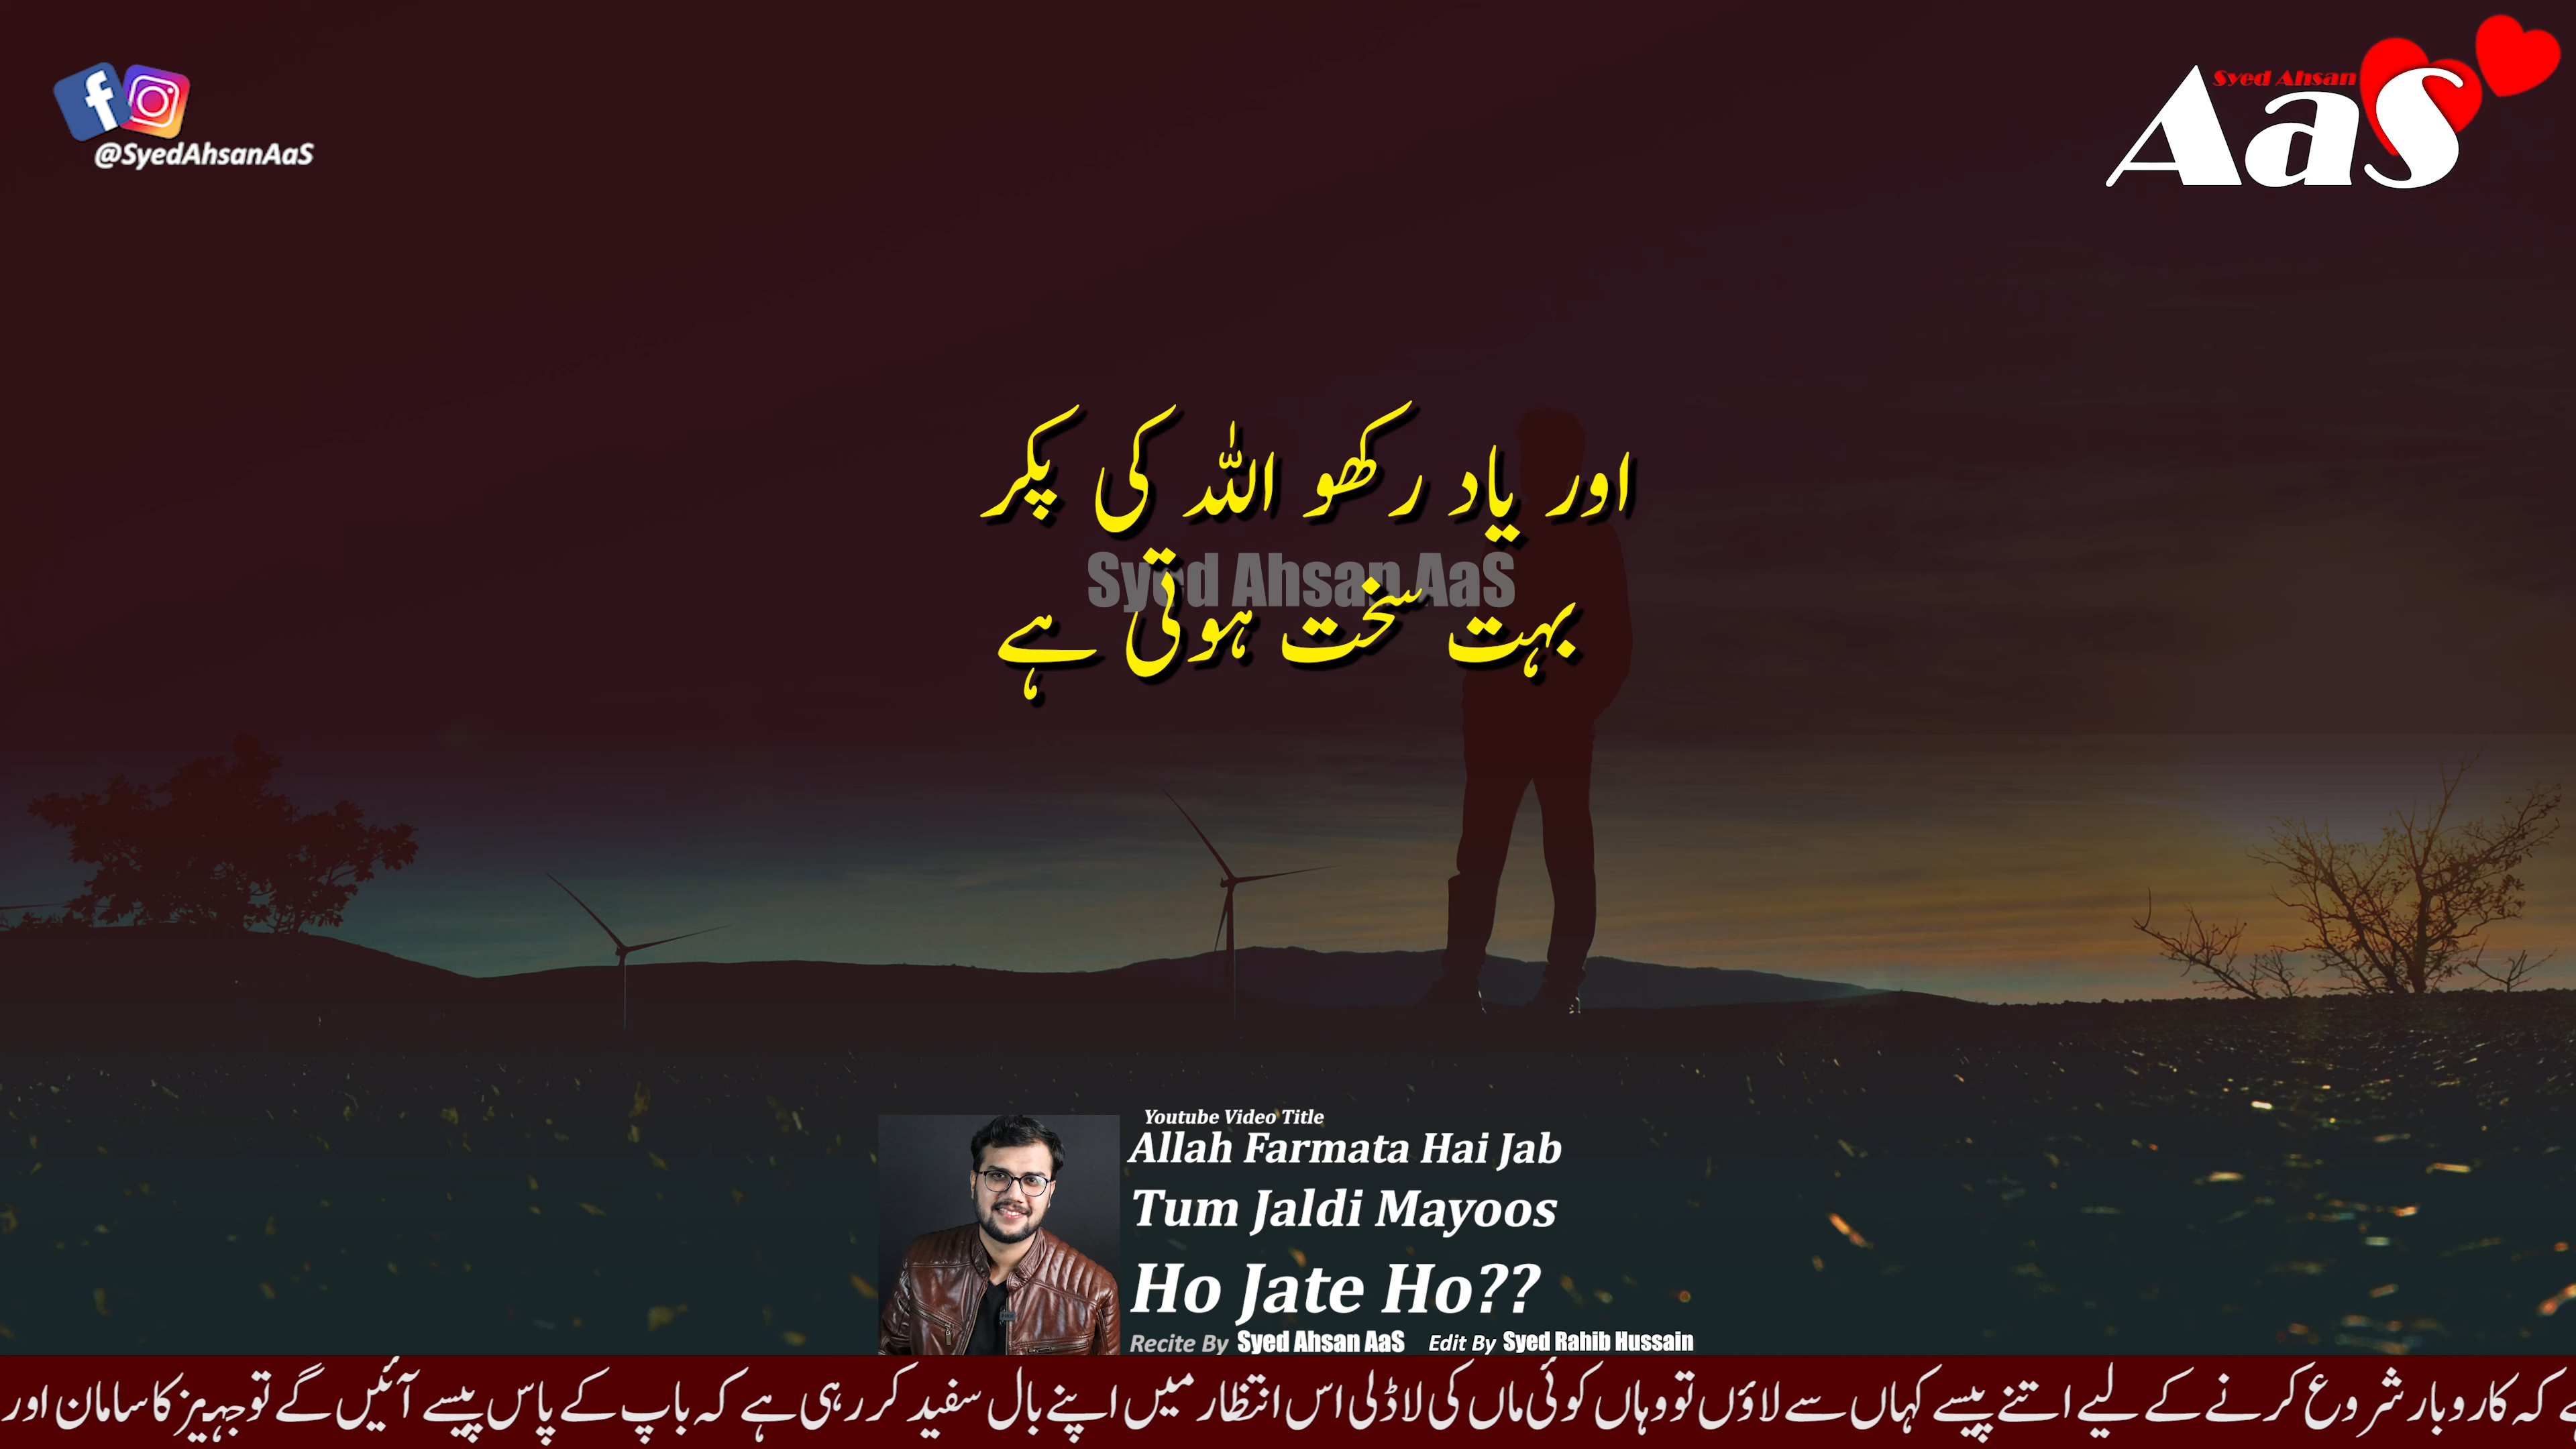 @SyedAhsanAaS
Syed Ahsan
AaS
اور یاد رکھو اللہ کی پکر
Syed Ahsan AaS
بہت سخت ہوتی ہے
Youtube Video Title
Allah Farmata Hai Jab
Tum Jaldi Mayoos
Ho Jate Ho??
Recite By Syed Ahsan AaS Edit By Syed Rahib Hussain
کہ کاروبار شروع کرنے کے لیے اتنے پیسے کہاں سے لاؤں تو وہاں کوئی ماں کی لاڈلی اس انتظار میں اپنے بال سفید کر رہی ہے کہ باپ کے پاس پیسے آئیں گے تو جہیز کا سامان اور